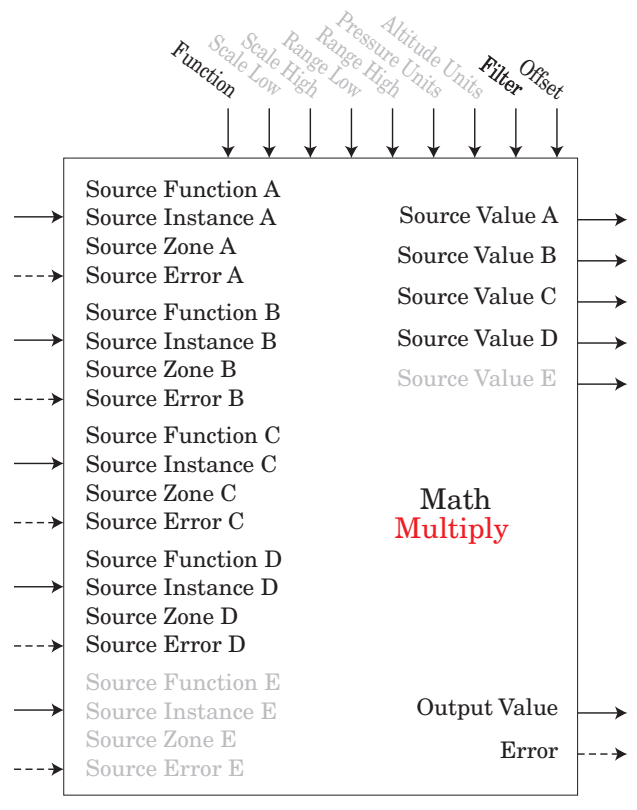 Function
Scale Low
Scale High
Range Low
Range High
Pressure Units
Altitude Units
Filter
Offset
Source Function A
Source Instance A
Source Zone A
Source Error A
Source Function B
Source Instance B
Source Zone B
Source Error B
Source Function C
Source Instance C
Source Zone C
Source Error C
Source Function D
Source Instance D
Source Zone D
Source Error D
Source Function E
Source Instance E
Source Zone E
Source Error E
Source Value A
Source Value B
Source Value C
Source Value D
Source Value E
Math
Multiply
Output Value
Error